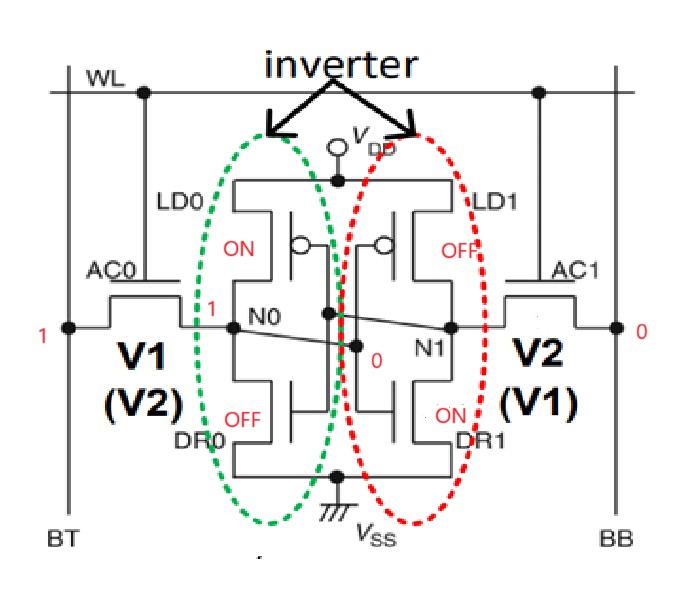 inverter
WL
VDD
LD0
LD1
ON
OFF
AC0
AC1
1
N0
1
0
V1
(V2)
0
N1
V2
(V1)
OFF
ON
DR0
DR1
BT
VSS
BB